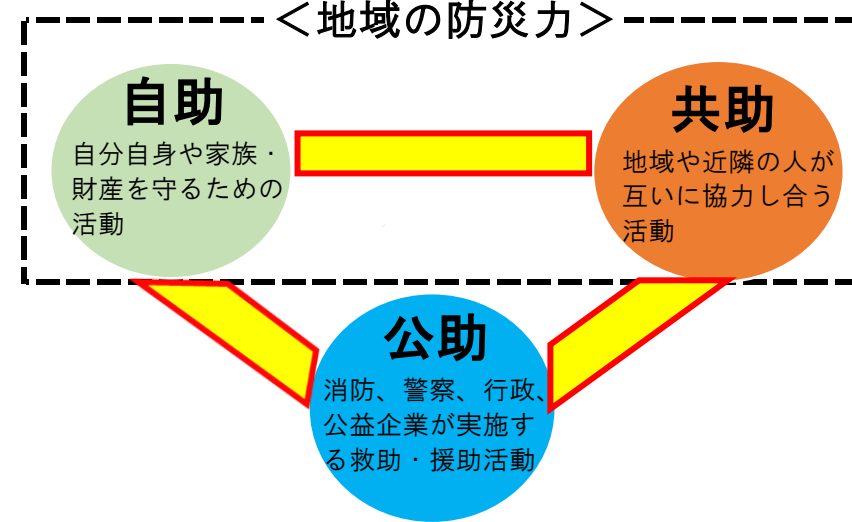 ＜地域の防災力＞
自助
自分自身や家族・
財産を守るための
活動
共助
地域や近隣の人が
互いに協力し合う
活動
公助
消防、警察、行政、
公益企業が実施す
る救助・援助活動